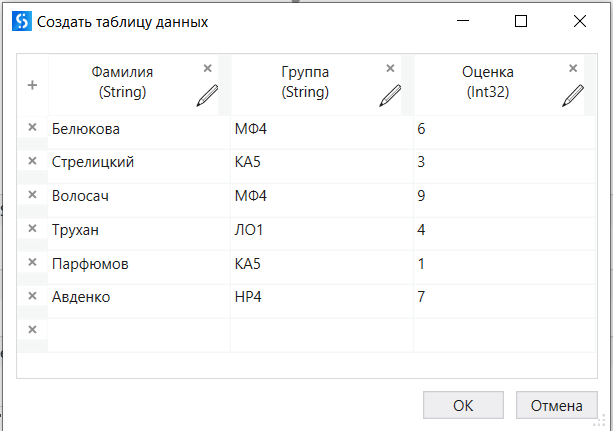 Создать таблицу данных
Фамилия Группа Оценка
(String) (String) (Int32)
Белюкова МФ4 6
Стрелицкий КА5 3
Волосач МФ4 9
Трухан ЛО1 4
Парфюмов КА5 1
Авденко НР4 7
ОК Отмена